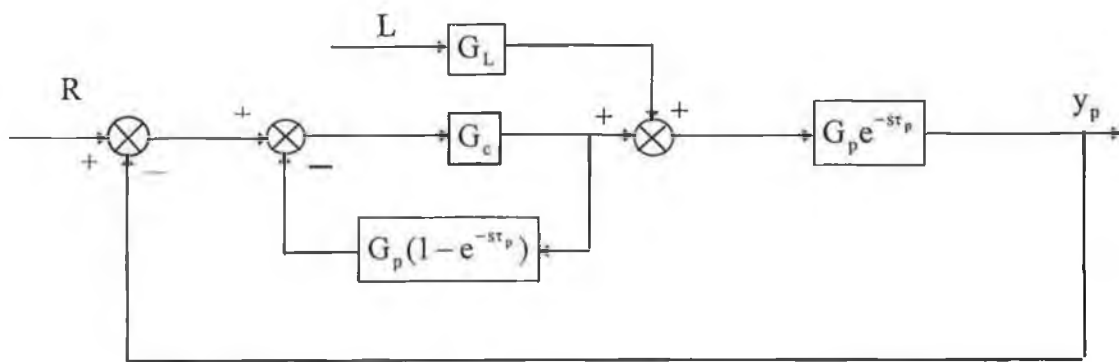 L
G_L
R
y_p
+
+
+
+
G_c
G_p e^{-sτ_p}
+
−
−
G_p(1 − e^{-sτ_p})